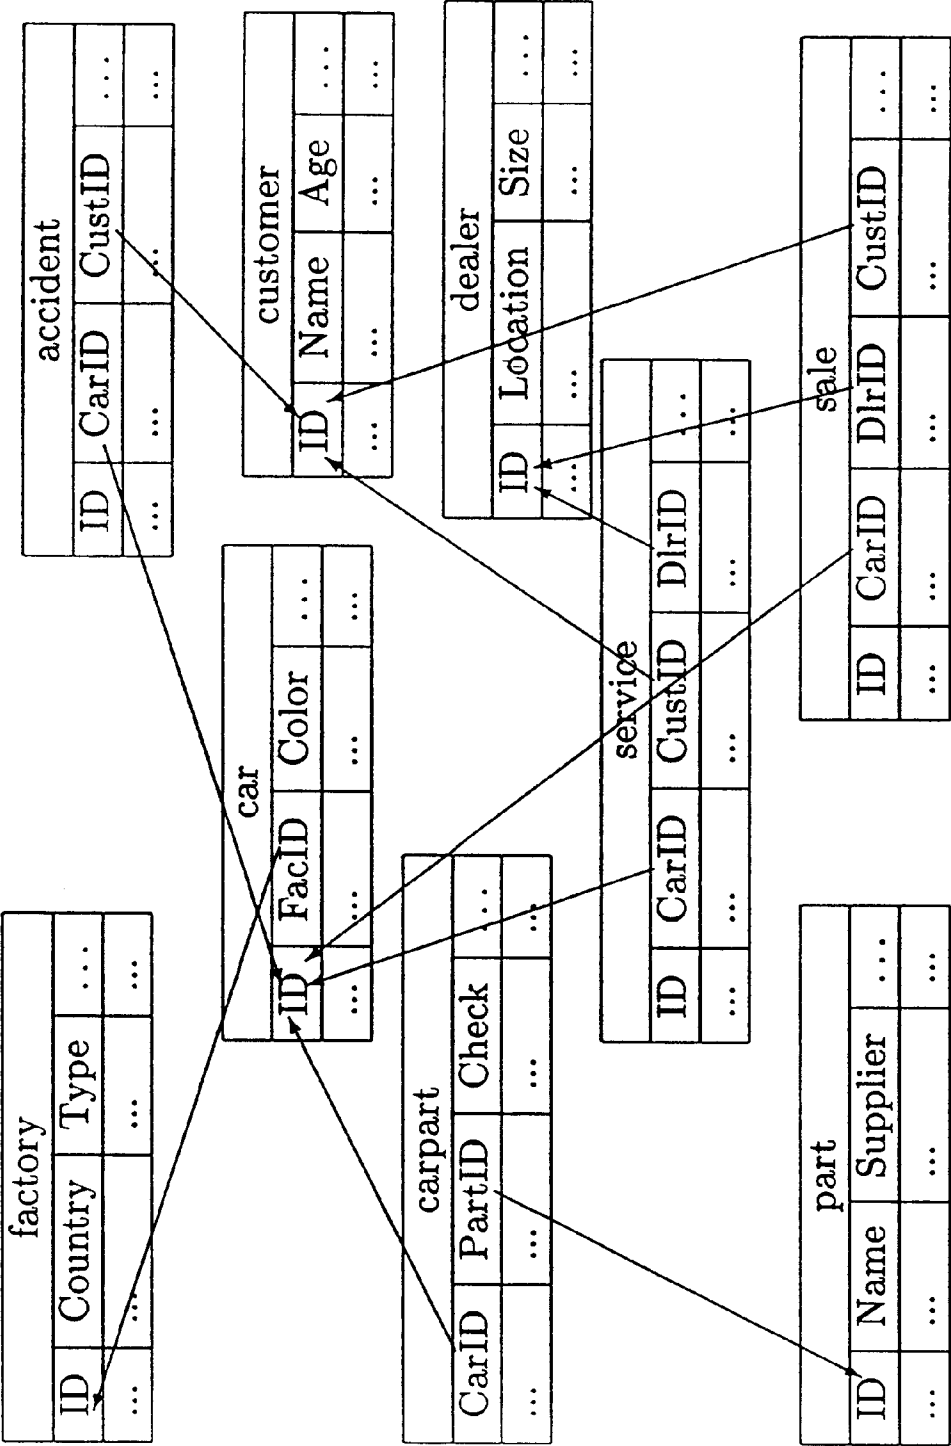 factory
ID Country Type ...
... ... ... ...
accident
ID CarID CustID ...
... ... ... ...
car
ID FacID Color ...
... ... ... ...
customer
ID Name Age ...
... ... ... ...
carpart
CarID PartID Check ...
... ... ... ...
dealer
ID Location Size ...
... ... ... ...
service
ID CarID CustID DlrID ...
... ... ... ... ...
part
ID Name Supplier ...
... ... ... ...
sale
ID CarID DlrID CustID ...
... ... ... ... ...